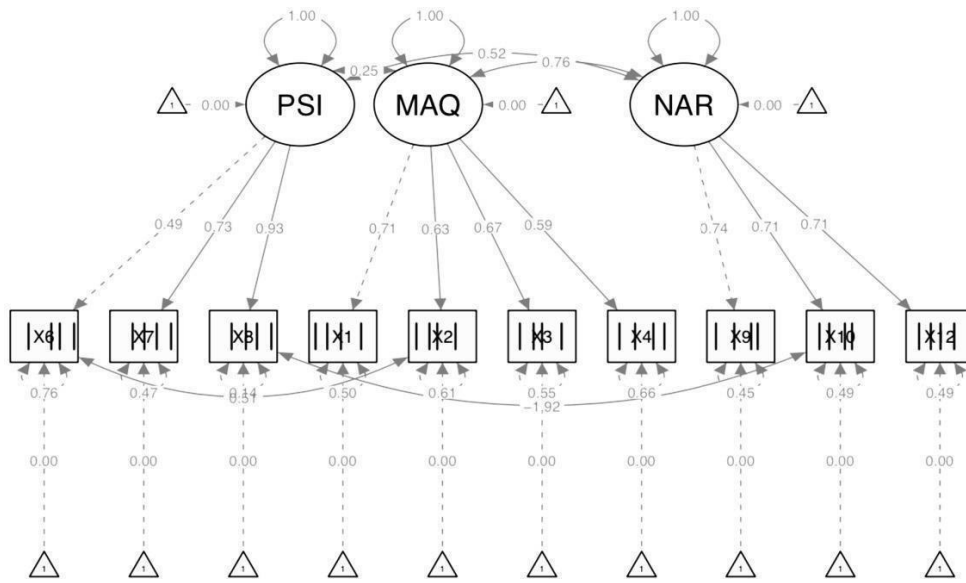 1.00 1.00 1.00
0.52
0.25 0.76
PSI MAQ NAR
1 0.00 0.00 1 0.00 1
0.49 0.73 0.93 0.71 0.63 0.67 0.59 0.74 0.71 0.71
X6 X7 X8 X1 X2 X3 X4 X9 X10 X12
0.76 0.47 0.14 0.50 0.61 0.55 0.66 0.45 0.49 0.49
0.51 −1.92
0.00 0.00 0.00 0.00 0.00 0.00 0.00 0.00 0.00 0.00
1 1 1 1 1 1 1 1 1 1